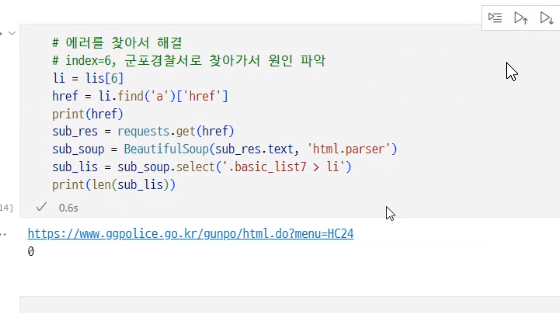 # 에러를 찾아서 해결
# index=6, 군포경찰서로 찾아가서 원인 파악
li = lis[6]
href = li.find('a')['href']
print(href)
sub_res = requests.get(href)
sub_soup = BeautifulSoup(sub_res.text, 'html.parser')
sub_lis = sub_soup.select('.basic_list7 > li')
print(len(sub_lis))
14]
0.6s
https://www.ggpolice.go.kr/gunpo/html.do?menu=HC24
0